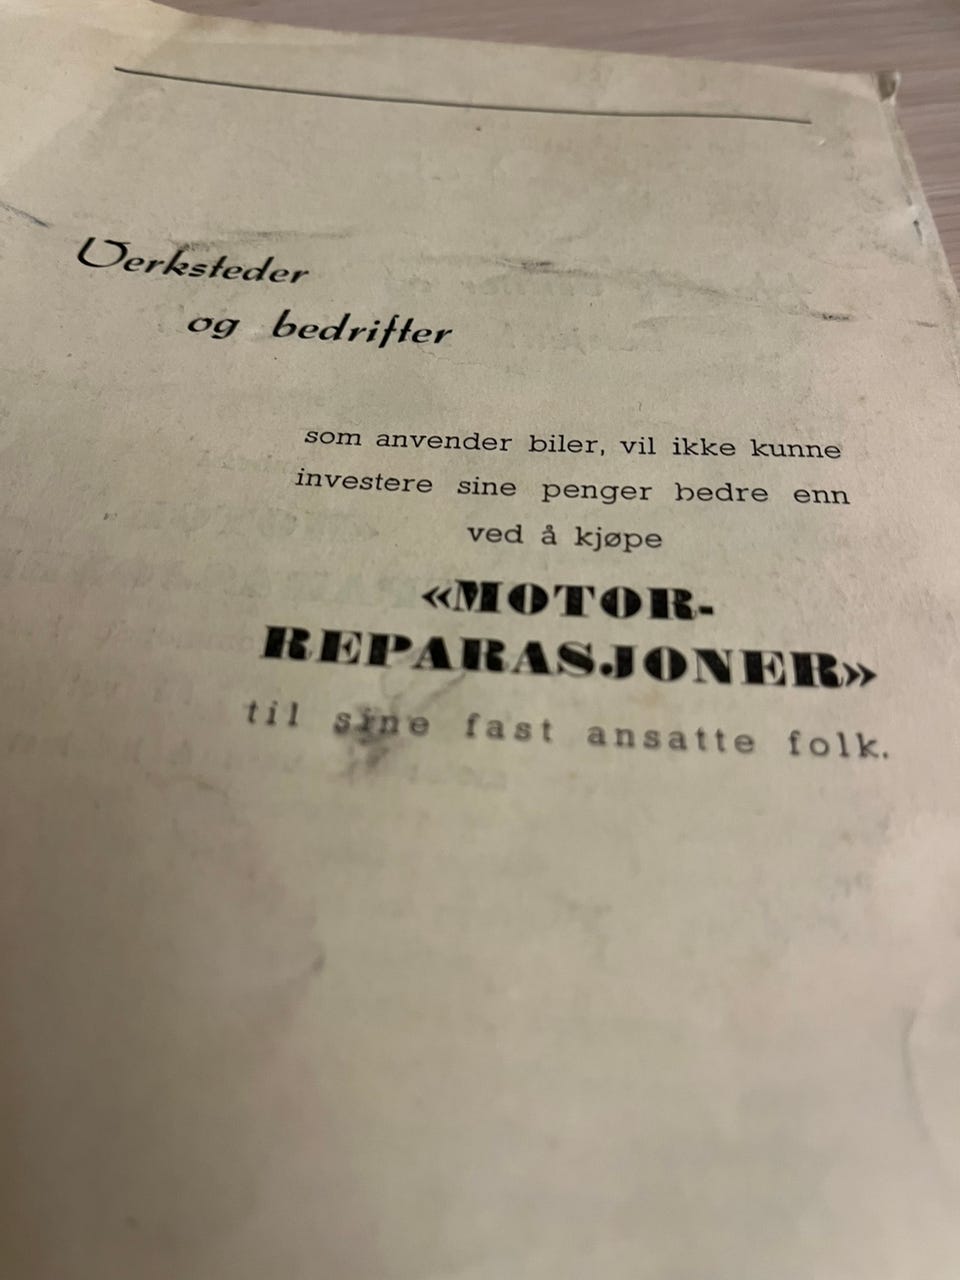 Verksteder
og bedrifter
som anvender biler, vil ikke kunne
investere sine penger bedre enn
ved å kjøpe
«MOTOR-
REPARASJONER»
til sine fast ansatte folk.